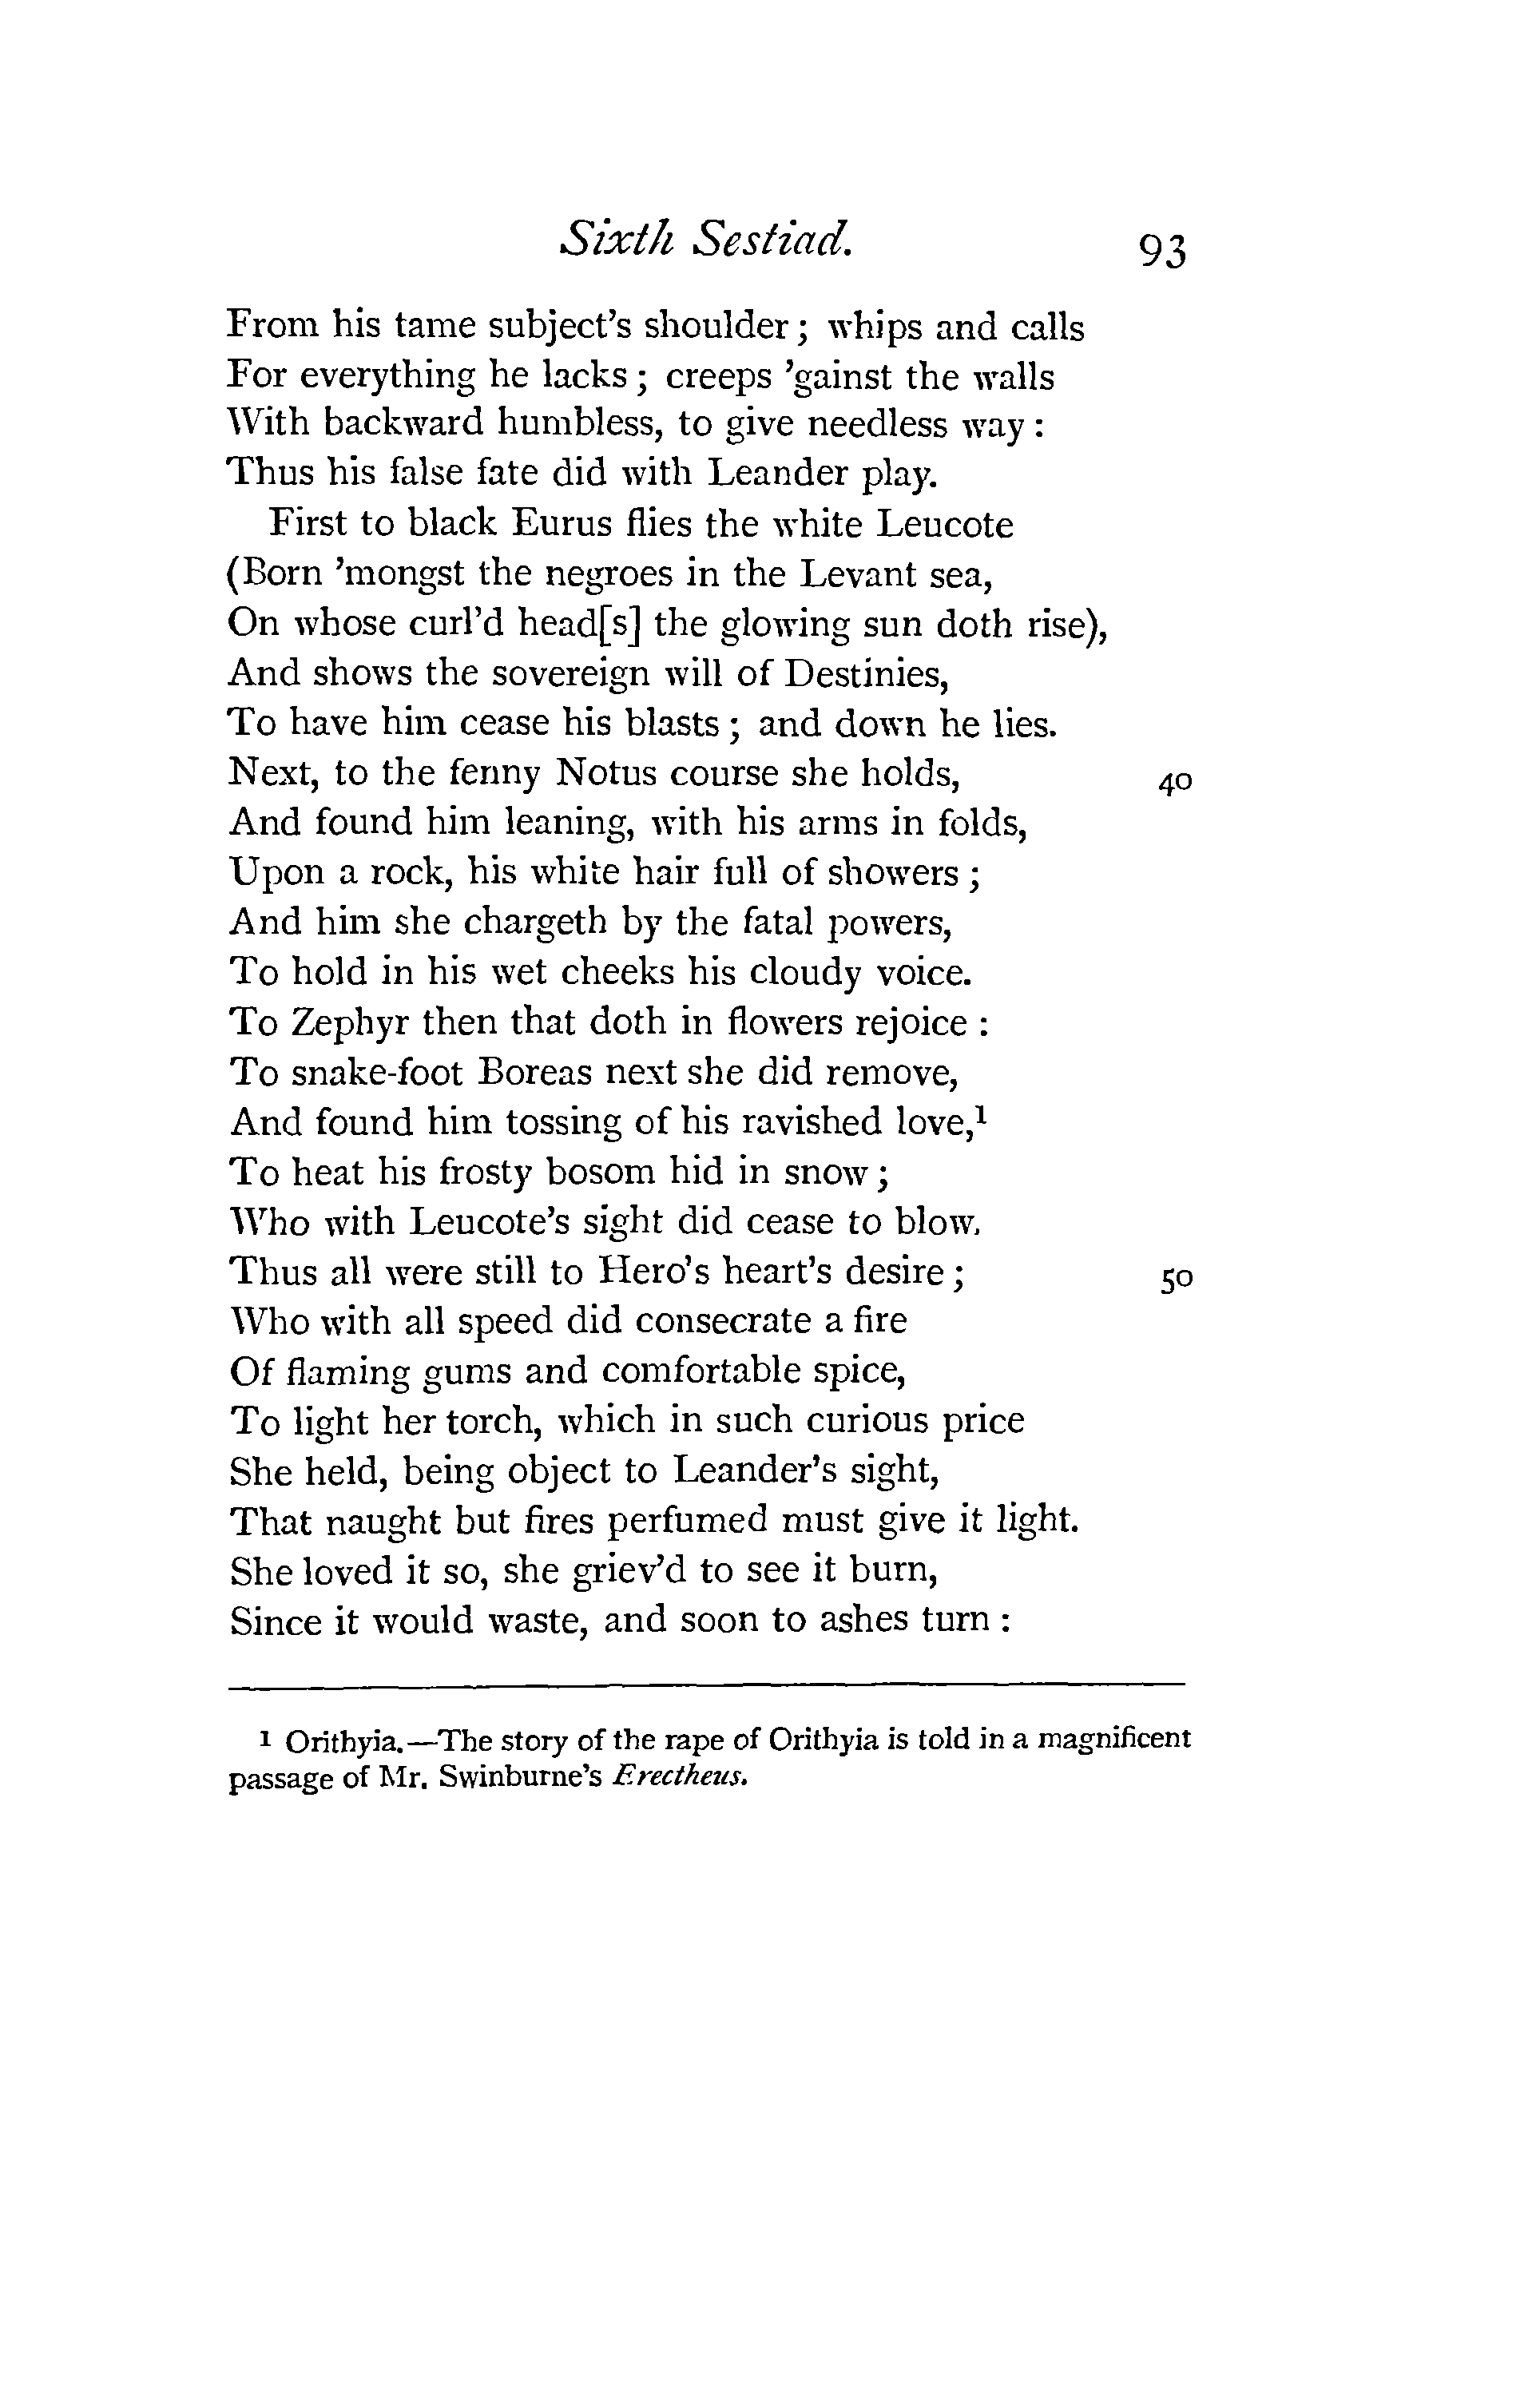 Sixth Sestiad. 93
From his tame subject's shoulder ; whips and calls
For everything he lacks ; creeps 'gainst the walls
With backward humbless, to give needless way :
Thus his false fate did with Leander play.
First to black Eurus flies the white Leucote
(Born 'mongst the negroes in the Levant sea,
On whose curl'd head[s] the glowing sun doth rise),
And shows the sovereign will of Destinies,
To have him cease his blasts ; and down he lies.
Next, to the fenny Notus course she holds, 40
And found him leaning, with his arms in folds,
Upon a rock, his white hair full of showers ;
And him she chargeth by the fatal powers,
To hold in his wet cheeks his cloudy voice.
To Zephyr then that doth in flowers rejoice :
To snake-foot Boreas next she did remove,
And found him tossing of his ravished love,¹
To heat his frosty bosom hid in snow ;
Who with Leucote's sight did cease to blow.
Thus all were still to Hero's heart's desire ; 50
Who with all speed did consecrate a fire
Of flaming gums and comfortable spice,
To light her torch, which in such curious price
She held, being object to Leander's sight,
That naught but fires perfumed must give it light.
She loved it so, she griev'd to see it burn,
Since it would waste, and soon to ashes turn :
¹ Orithyia.—The story of the rape of Orithyia is told in a magnificent
passage of Mr. Swinburne's Erectheus.